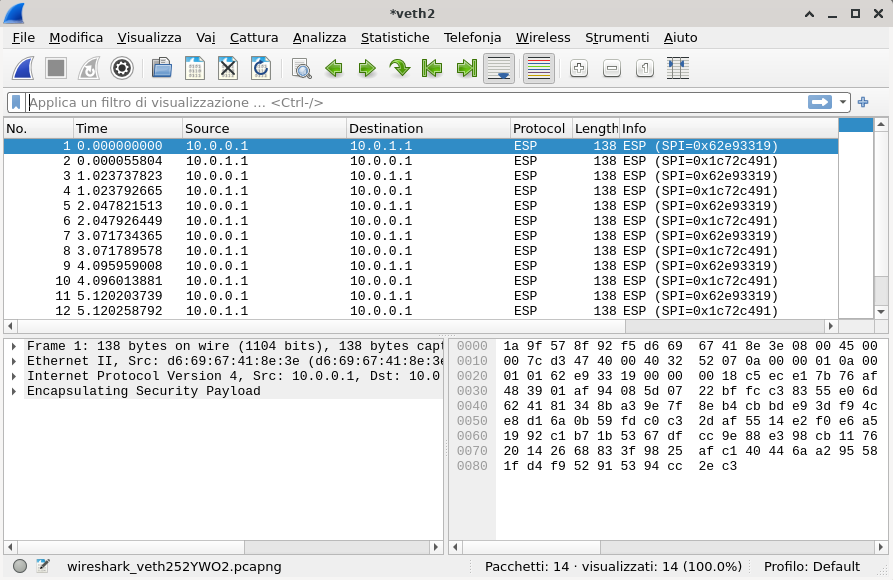 *veth2
File Modifica Visualizza Vai Cattura Analizza Statistiche Telefonia Wireless Strumenti Aiuto
Applica un filtro di visualizzazione … <Ctrl-/>
No. Time Source Destination Protocol Length Info
1 0.000000000 10.0.0.1 10.0.1.1 ESP 138 ESP (SPI=0x62e93319)
2 0.000055804 10.0.1.1 10.0.0.1 ESP 138 ESP (SPI=0x1c72c491)
3 1.023737823 10.0.0.1 10.0.1.1 ESP 138 ESP (SPI=0x62e93319)
4 1.023792665 10.0.1.1 10.0.0.1 ESP 138 ESP (SPI=0x1c72c491)
5 2.047821513 10.0.0.1 10.0.1.1 ESP 138 ESP (SPI=0x62e93319)
6 2.047926449 10.0.1.1 10.0.0.1 ESP 138 ESP (SPI=0x1c72c491)
7 3.071734365 10.0.0.1 10.0.1.1 ESP 138 ESP (SPI=0x62e93319)
8 3.071789578 10.0.1.1 10.0.0.1 ESP 138 ESP (SPI=0x1c72c491)
9 4.095959008 10.0.0.1 10.0.1.1 ESP 138 ESP (SPI=0x62e93319)
10 4.096013881 10.0.1.1 10.0.0.1 ESP 138 ESP (SPI=0x1c72c491)
11 5.120203739 10.0.0.1 10.0.1.1 ESP 138 ESP (SPI=0x62e93319)
12 5.120258792 10.0.1.1 10.0.0.1 ESP 138 ESP (SPI=0x1c72c491)
Frame 1: 138 bytes on wire (1104 bits), 138 bytes capt
Ethernet II, Src: d6:69:67:41:8e:3e (d6:69:67:41:8e:3e
Internet Protocol Version 4, Src: 10.0.0.1, Dst: 10.0
Encapsulating Security Payload
0000 1a 9f 57 8f 92 f5 d6 69 67 41 8e 3e 08 00 45 00
0010 00 7c d3 47 40 00 40 32 52 07 0a 00 00 01 0a 00
0020 01 01 62 e9 33 19 00 00 00 18 c5 ec e1 7b 76 af
0030 48 39 01 af 94 08 5d 07 22 bf fc c3 83 55 e0 6d
0040 62 41 81 34 8b a3 9e 7f 8e b4 cb bd e9 3d f9 4c
0050 e8 d1 6a 0b 59 fd c0 c3 2d af 55 14 e2 f0 e6 a5
0060 19 92 c1 b7 1b 53 67 df cc 9e 88 e3 98 cb 11 76
0070 20 14 26 68 83 3f 98 25 af c1 40 44 6a a2 95 58
0080 1f d4 f9 52 91 53 94 cc 2e c3
wireshark_veth252YWO2.pcapng Pacchetti: 14 · visualizzati: 14 (100.0%) Profilo: Default